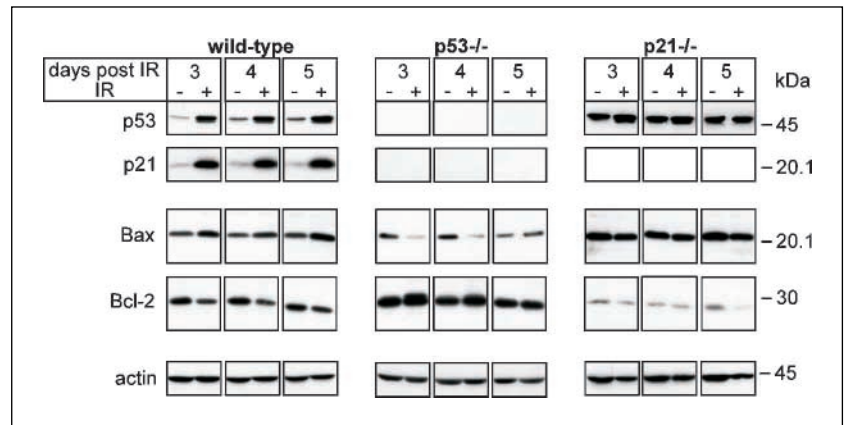 wild-type p53-/- p21-/-
days post IR 3 4 5 3 4 5 3 4 5 kDa
IR - + - + - + - + - + - + - + - + - +
p53 –45
p21 –20.1
Bax –20.1
Bcl-2 –30
actin –45